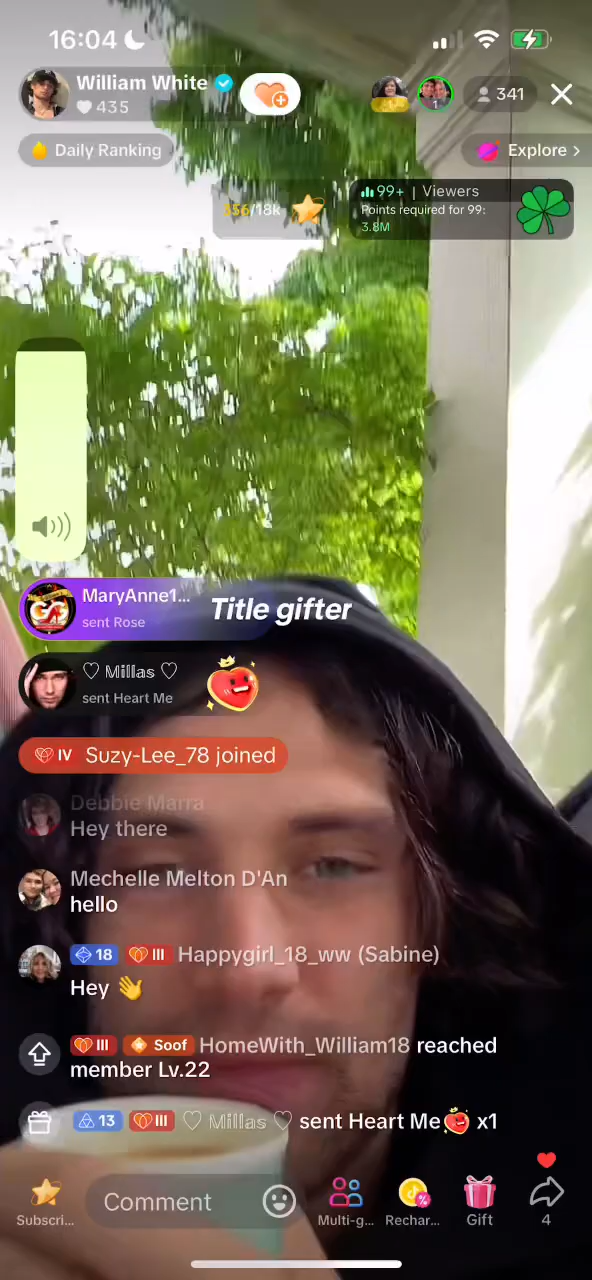 16:04
William White
435
1
341
Daily Ranking
Explore >
336/18k
99+ | Viewers
Points required for 99:
3.8M
MaryAnne1...
sent Rose
Title gifter
♡ Millas ♡
sent Heart Me
IV Suzy-Lee_78 joined
Debbie Marra
Hey there
Mechelle Melton D'An
hello
18 III Happygirl_18_ww (Sabine)
Hey 👋
III Soof HomeWith_William18 reached
member Lv.22
13 III ♡ Millas ♡ sent Heart Me x1
Comment
Subscri...
Multi-g...
Rechar...
Gift
4